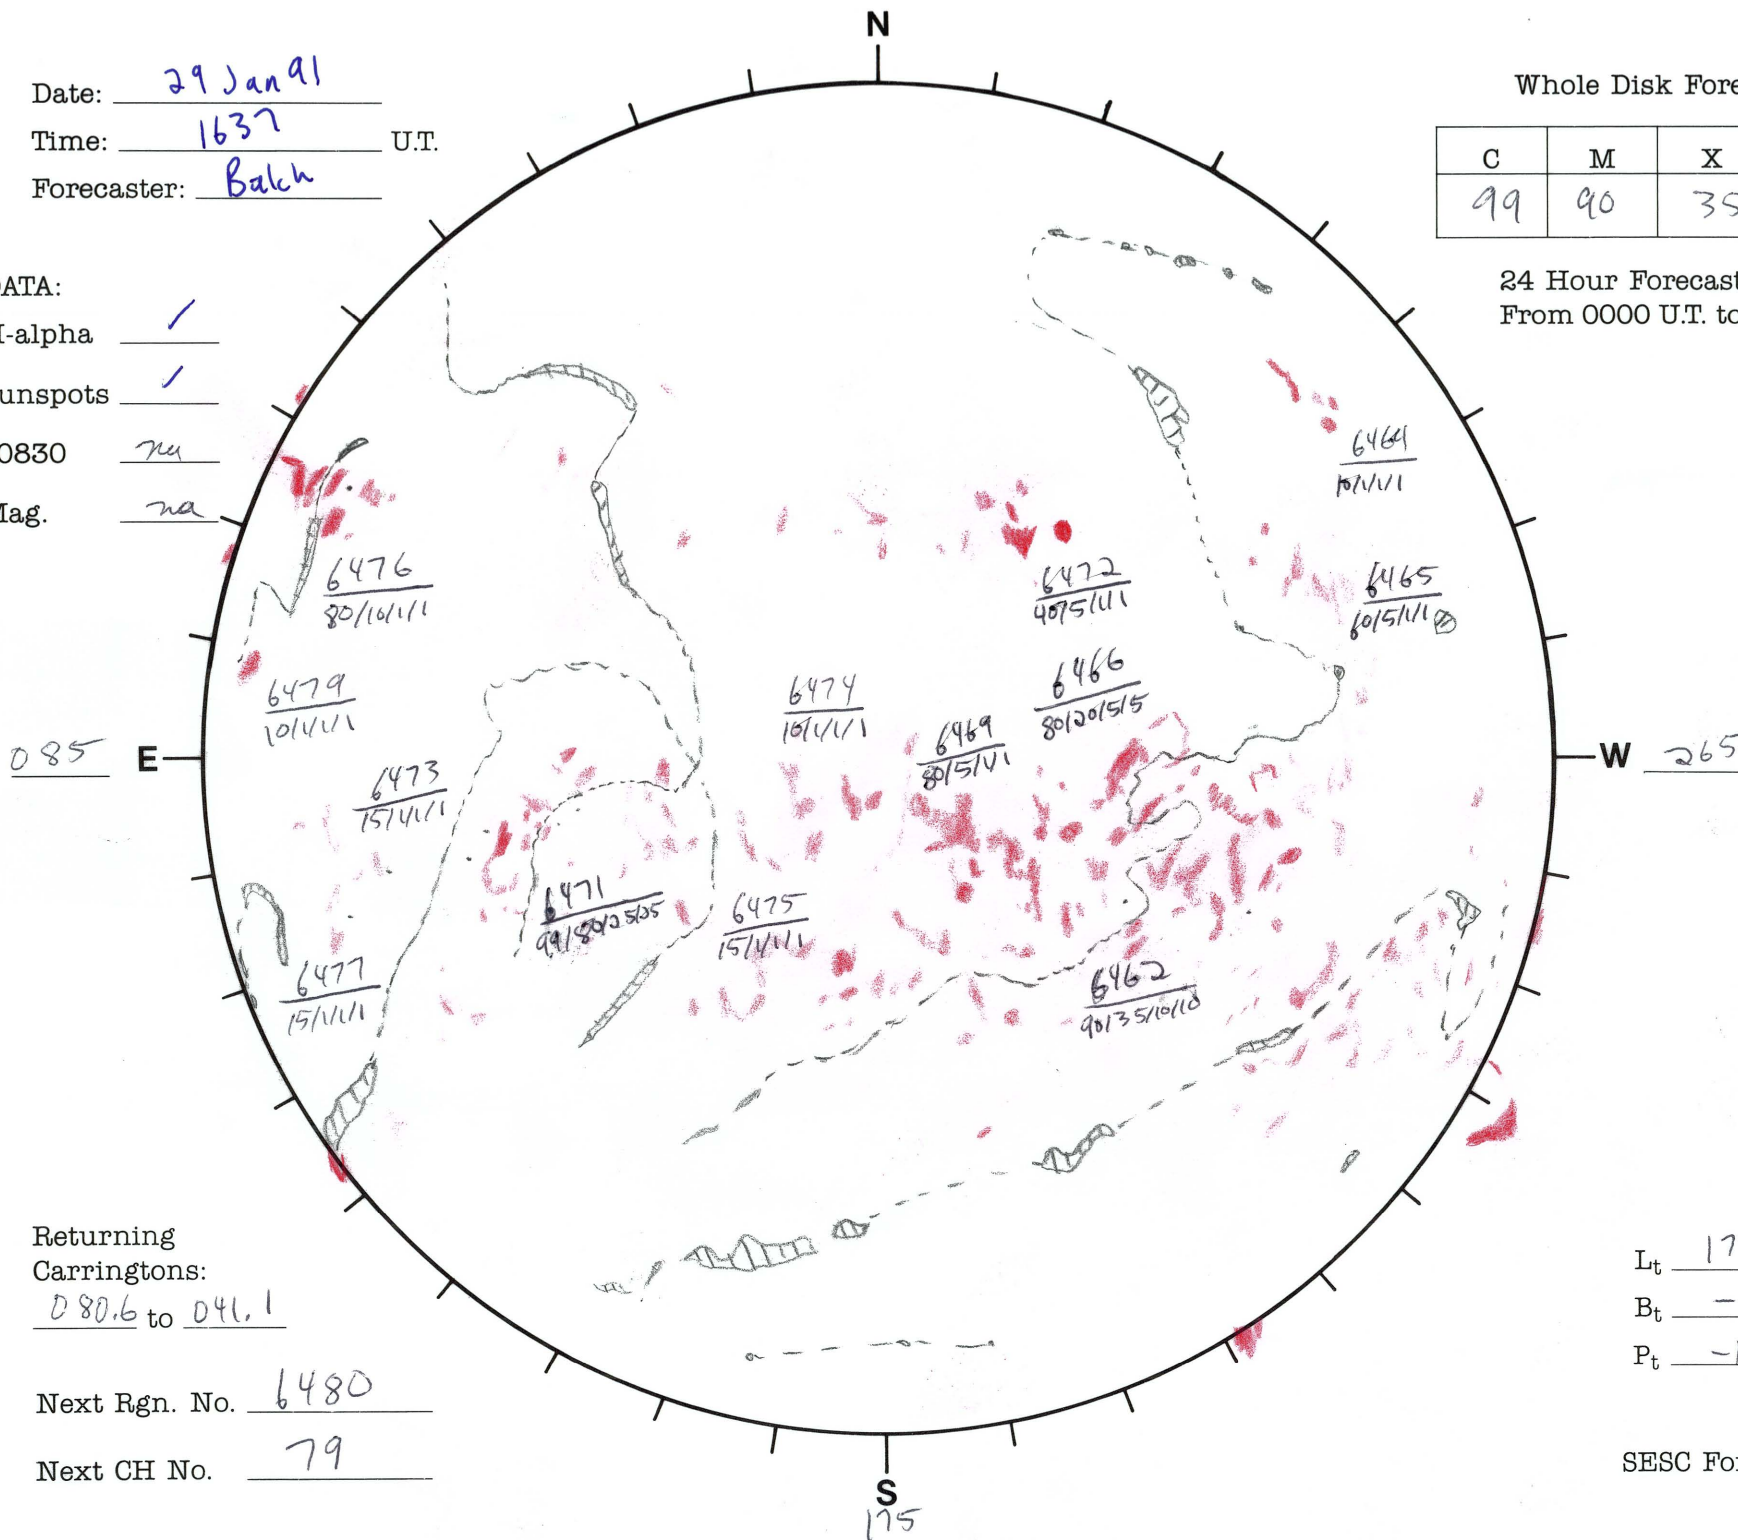 N
Date: 29 Jan 91
Time: 1637 U.T.
Forecaster: Balch
Whole Disk Fore
C M X
99 90 35
24 Hour Forecast
From 0000 U.T. to
ATA:
I-alpha ✓
unspots ✓
0830 na
Mag. na
6464
10/1/1/1
6476
80/10/1/1
6472
40/5/1/1
6465
60/5/1/1
6479
10/1/1/1
6474
10/1/1/1
6466
80/20/5/5
6469
80/5/1/1
085 E
W 265
6473
15/1/1/1
6471
99/80/25/25
6475
15/1/1/1
6477
15/1/1/1
6462
90/35/10/10
Returning
Carringtons:
080.6 to 041.1
Lt 17
Bt -
Pt -1
Next Rgn. No. 6480
Next CH No. 79
SESC For
S
175